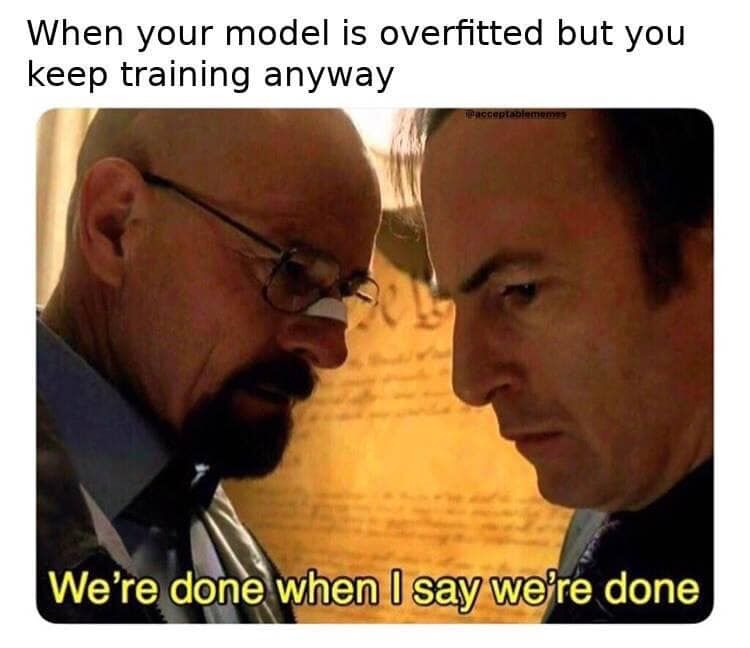 When your model is overfitted but you
keep training anyway
@acceptablememes
We're done when I say we're done